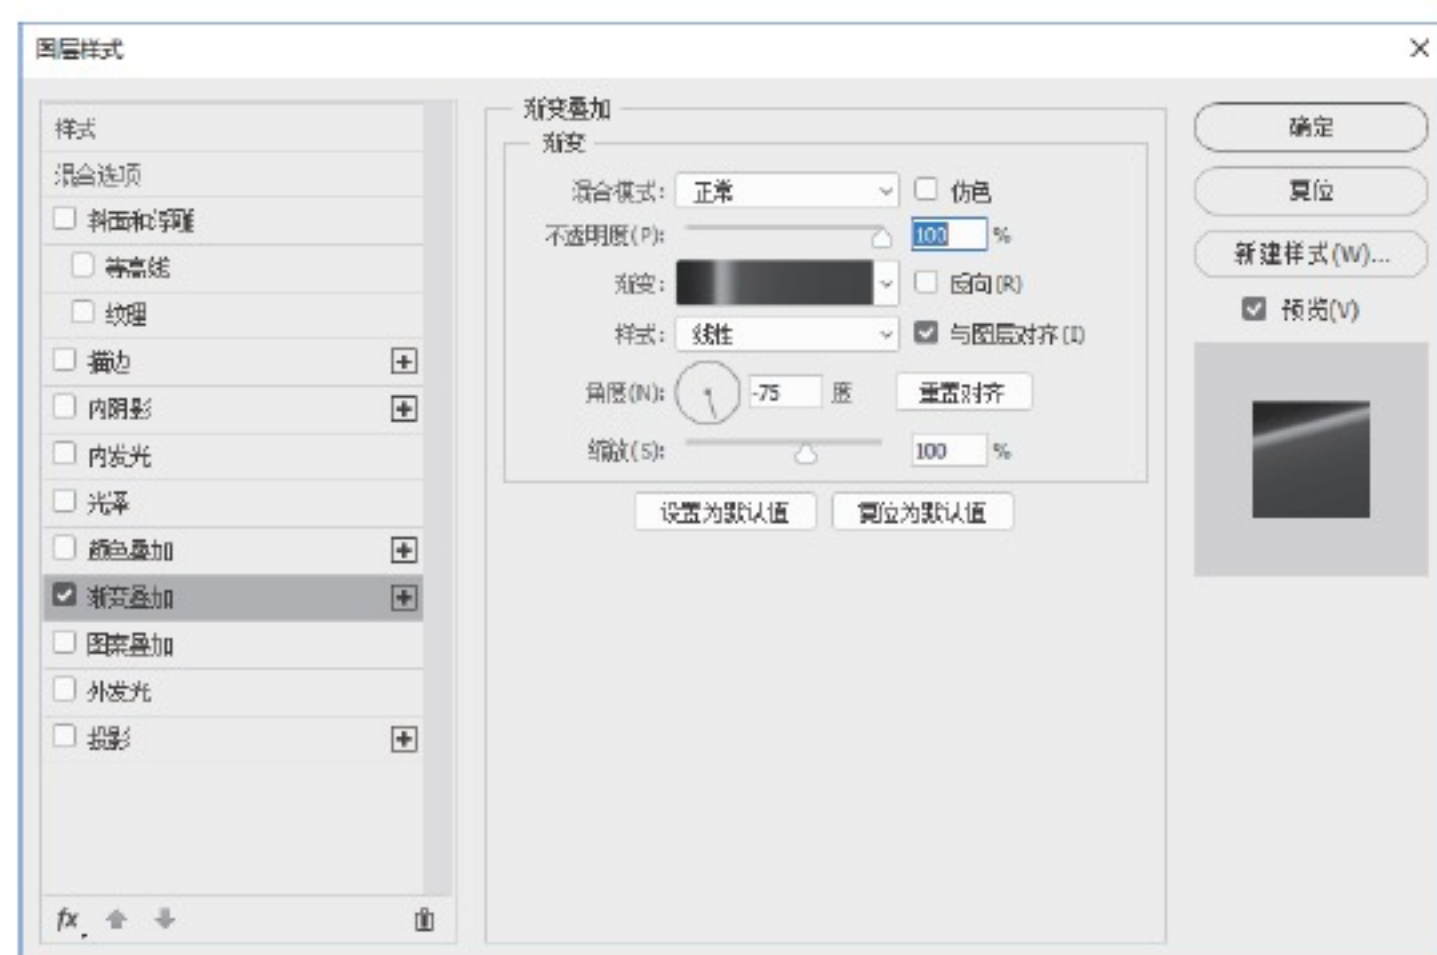 图层样式
样式
混合选项
斜面和浮雕
等高线
纹理
描边
内阴影
内发光
光泽
颜色叠加
渐变叠加
图案叠加
外发光
投影
fx
渐变叠加
渐变
混合模式: 正常 仿色
不透明度(P): 100 %
渐变: 反向(R)
样式: 线性 与图层对齐(I)
角度(N): -75 度 重置对齐
缩放(S): 100 %
设置为默认值 复位为默认值
确定
复位
新建样式(W)...
预览(V)